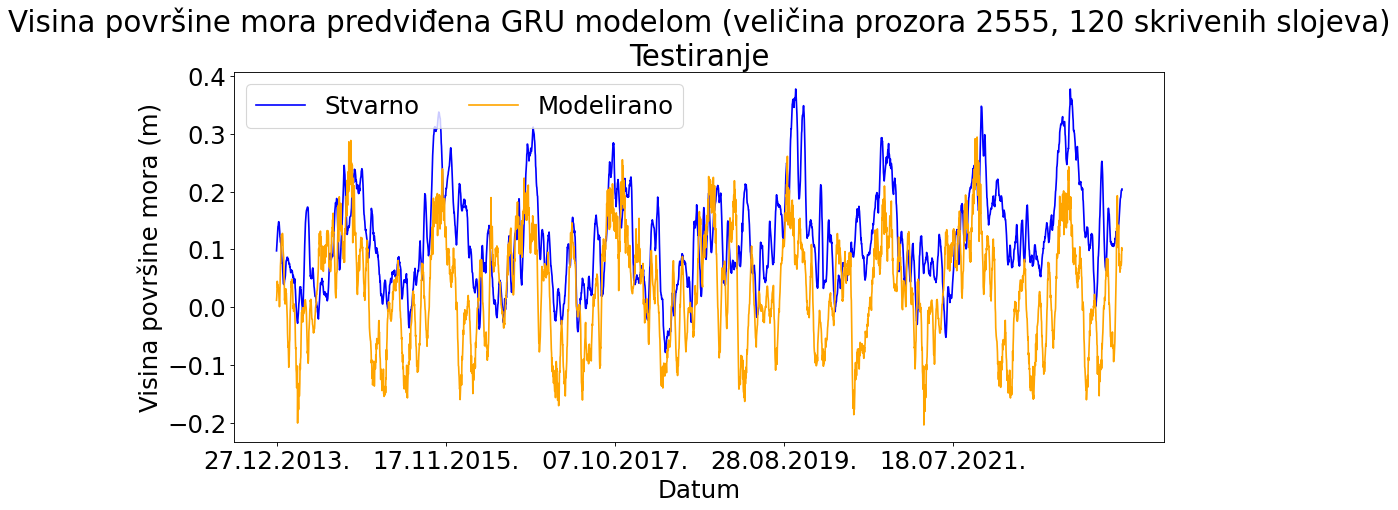 Visina površine mora predviđena GRU modelom (veličina prozora 2555, 120 skrivenih slojeva)
Testiranje
Stvarno Modelirano
Visina površine mora (m)
0.4
0.3
0.2
0.1
0.0
−0.1
−0.2
27.12.2013. 17.11.2015. 07.10.2017. 28.08.2019. 18.07.2021.
Datum